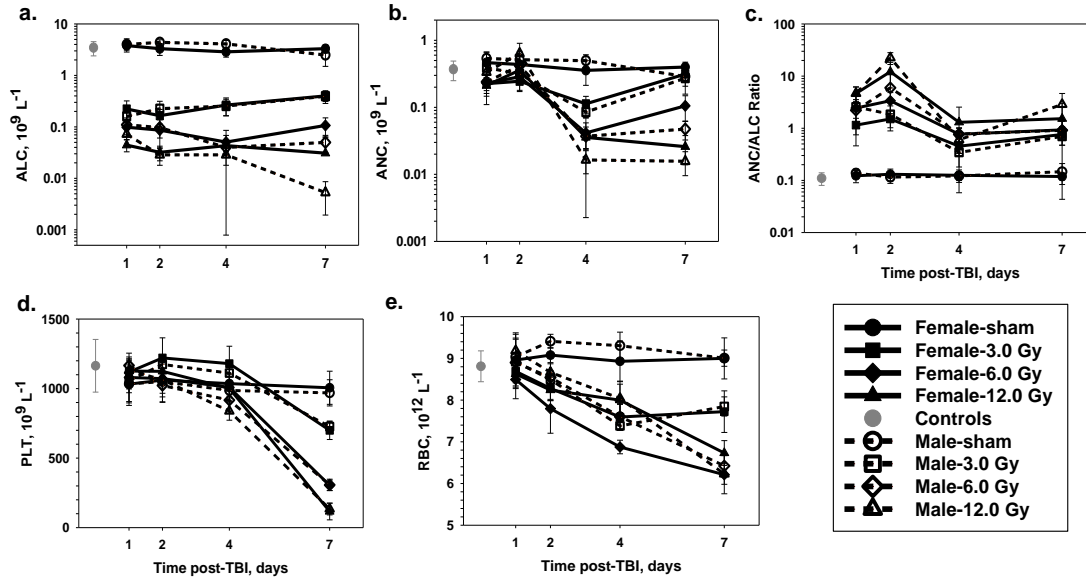 a.
10
1
0.1
0.01
0.001
ALC, 10⁹ L⁻¹
1 2 4 7
b.
1
0.1
0.01
0.001
ANC, 10⁹ L⁻¹
1 2 4 7
c.
100
10
1
0.1
0.01
ANC/ALC Ratio
1 2 4 7
Time post-TBI, days
d.
1500
1000
500
0
PLT, 10⁹ L⁻¹
1 2 4 7
Time post-TBI, days
e.
10
9
8
7
6
5
RBC, 10¹² L⁻¹
1 2 4 7
Time post-TBI, days
Female-sham
Female-3.0 Gy
Female-6.0 Gy
Female-12.0 Gy
Controls
Male-sham
Male-3.0 Gy
Male-6.0 Gy
Male-12.0 Gy